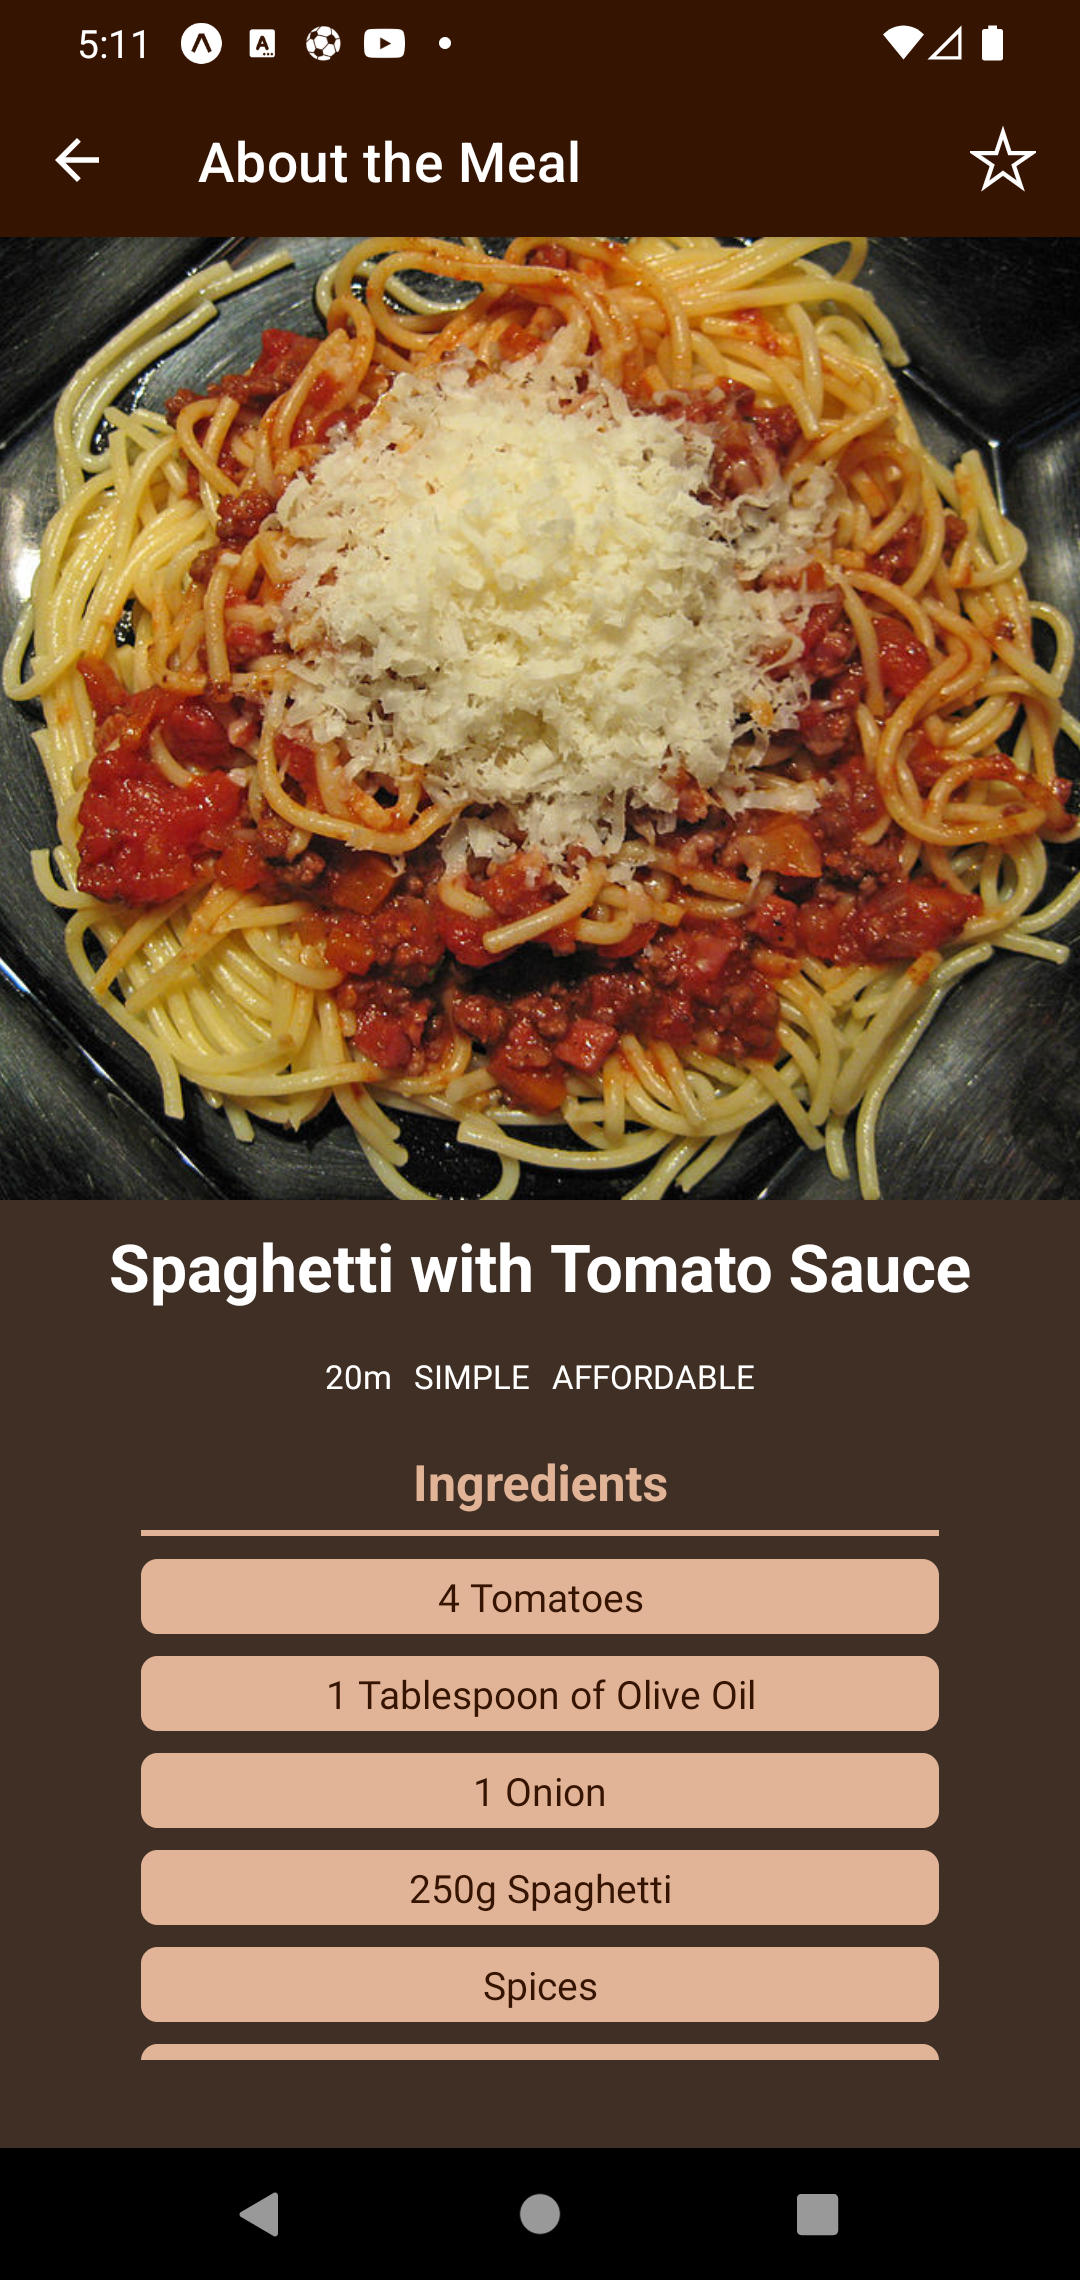 5:11
About the Meal
Spaghetti with Tomato Sauce
20m SIMPLE AFFORDABLE
Ingredients
4 Tomatoes
1 Tablespoon of Olive Oil
1 Onion
250g Spaghetti
Spices